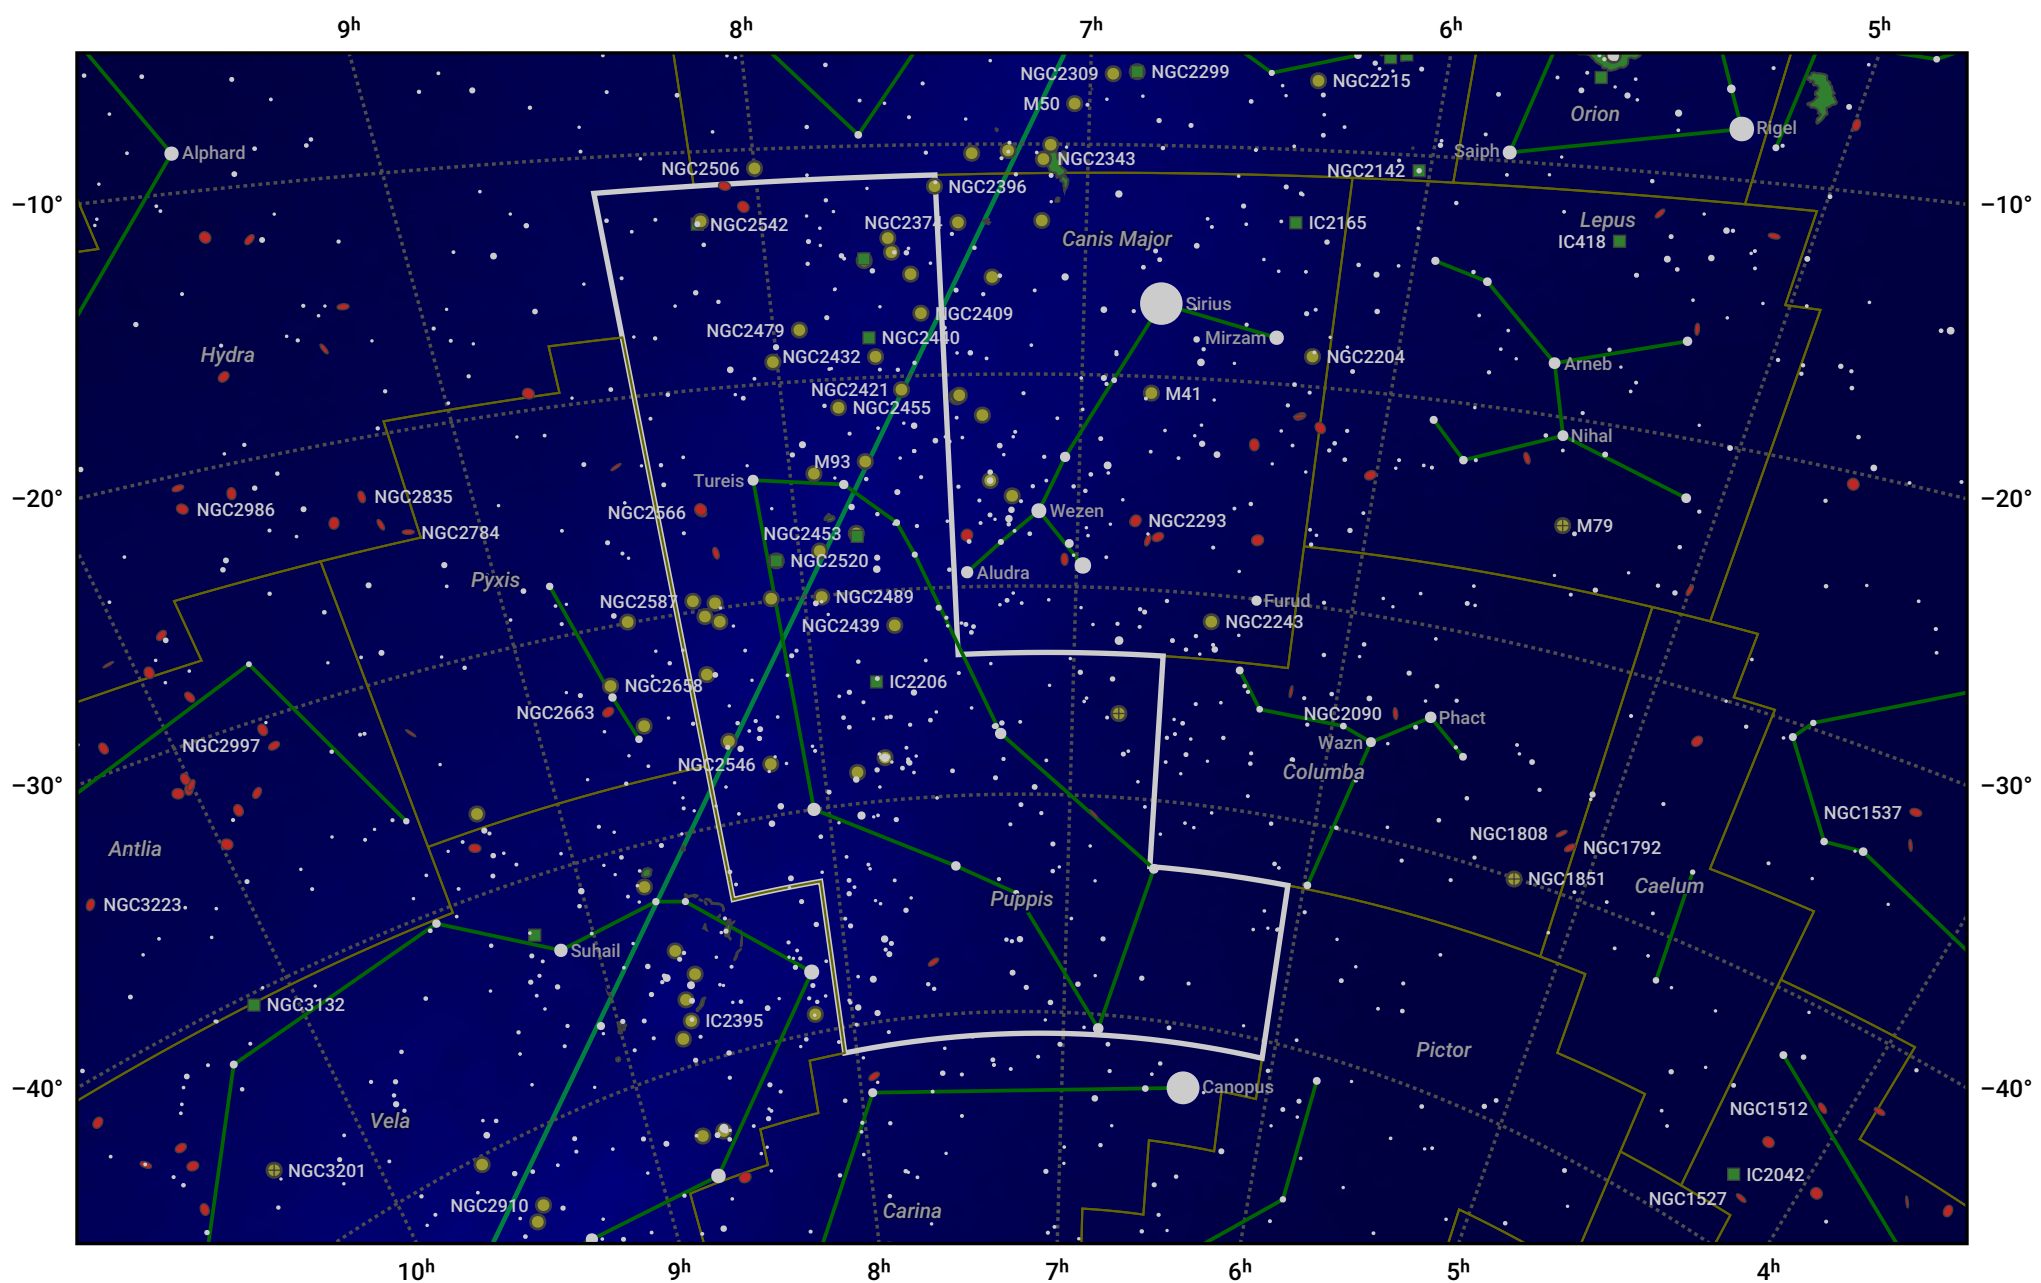 9h 8h 7h 6h 5h
NGC2309 NGC2299 NGC2215
M50 Orion
Rigel
Alphard NGC2343 Saiph
NGC2506 NGC2142
NGC2396
−10° −10°
NGC2542 NGC2374 IC2165 Lepus
Canis Major IC418
Sirius
NGC2409
NGC2479 NGC2440 Mirzam
Hydra NGC2432 NGC2204 Arneb
NGC2421 M41
NGC2455
Nihal
M93
Tureis
−20° NGC2835 −20°
NGC2986 NGC2566 Wezen
NGC2784 NGC2453 NGC2293 M79
NGC2520
Pyxis Aludra
NGC2587 NGC2489 Furud
NGC2439 NGC2243
NGC2658 IC2206
NGC2663 NGC2090 Phact
NGC2997 Wazn
NGC2546 Columba
−30° −30°
NGC1537
Antlia NGC1808 NGC1792
NGC1851 Caelum
NGC3223 Puppis
Suhail
NGC3132 IC2395
Pictor
−40° Canopus −40°
Vela NGC1512
NGC3201 IC2042
NGC2910 Carina NGC1527
10h 9h 8h 7h 6h 5h 4h